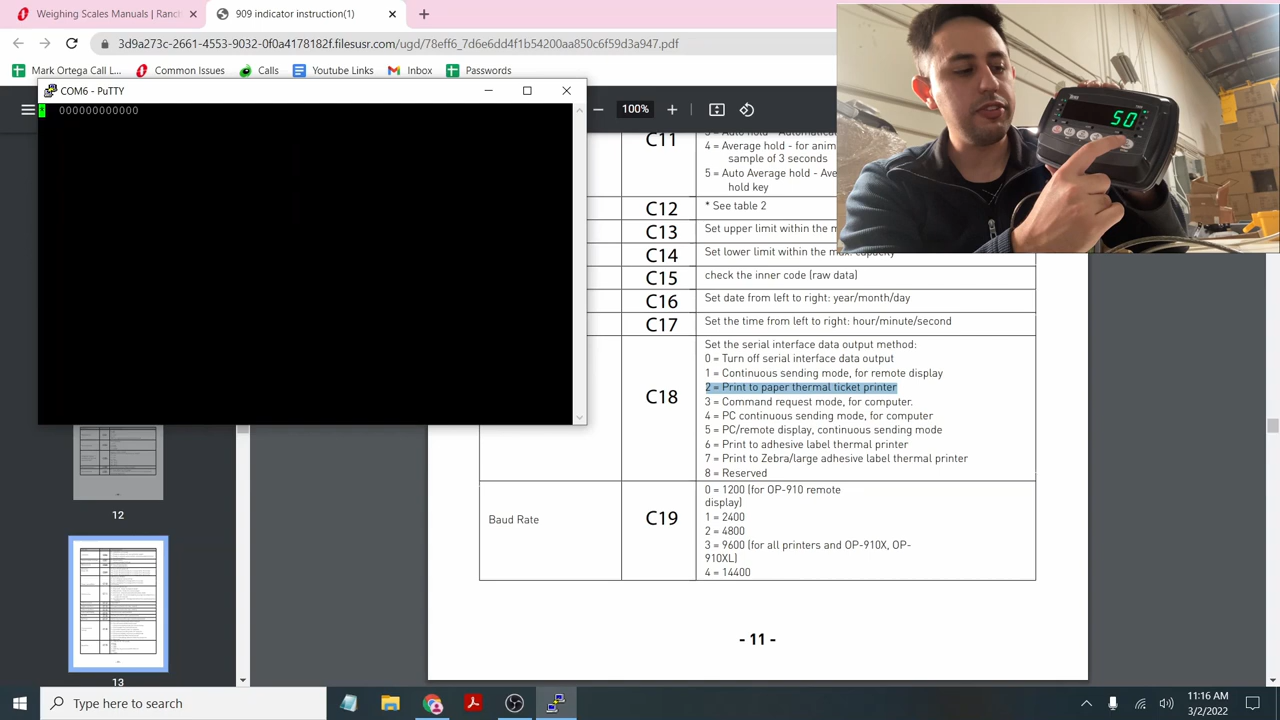 Weighing Scales Manuals | Ranch
909 indicator instruction(1)
3d9a273c-2661-4553-9032-0f0a4178182f.filesusr.com/ugd/78eff6_7d6e6dd4f1b54200aa850c6f59d3a947.pdf
Mark Ortega Call L...
Common Issues
Calls
Youtube Links
Inbox
Passwords
COM6 - PuTTY
000000000000
100%
50
C11
4 = Average hold - for anim
sample of 3 seconds
5 = Auto Average hold - Ave
hold key
C12
* See table 2
C13
Set upper limit within the m
C14
Set lower limit within the max. capacity
C15
check the inner code (raw data)
C16
Set date from left to right: year/month/day
C17
Set the time from left to right: hour/minute/second
C18
Set the serial interface data output method:
0 = Turn off serial interface data output
1 = Continuous sending mode, for remote display
2 = Print to paper thermal ticket printer
3 = Command request mode, for computer.
4 = PC continuous sending mode, for computer
5 = PC/remote display, continuous sending mode
6 = Print to adhesive label thermal printer
7 = Print to Zebra/large adhesive label thermal printer
8 = Reserved
Baud Rate
C19
0 = 1200 (for OP-910 remote
display)
1 = 2400
2 = 4800
3 = 9600 (for all printers and OP-910X, OP-
910XL)
4 = 14400
- 11 -
12
13
Type here to search
11:16 AM
3/2/2022